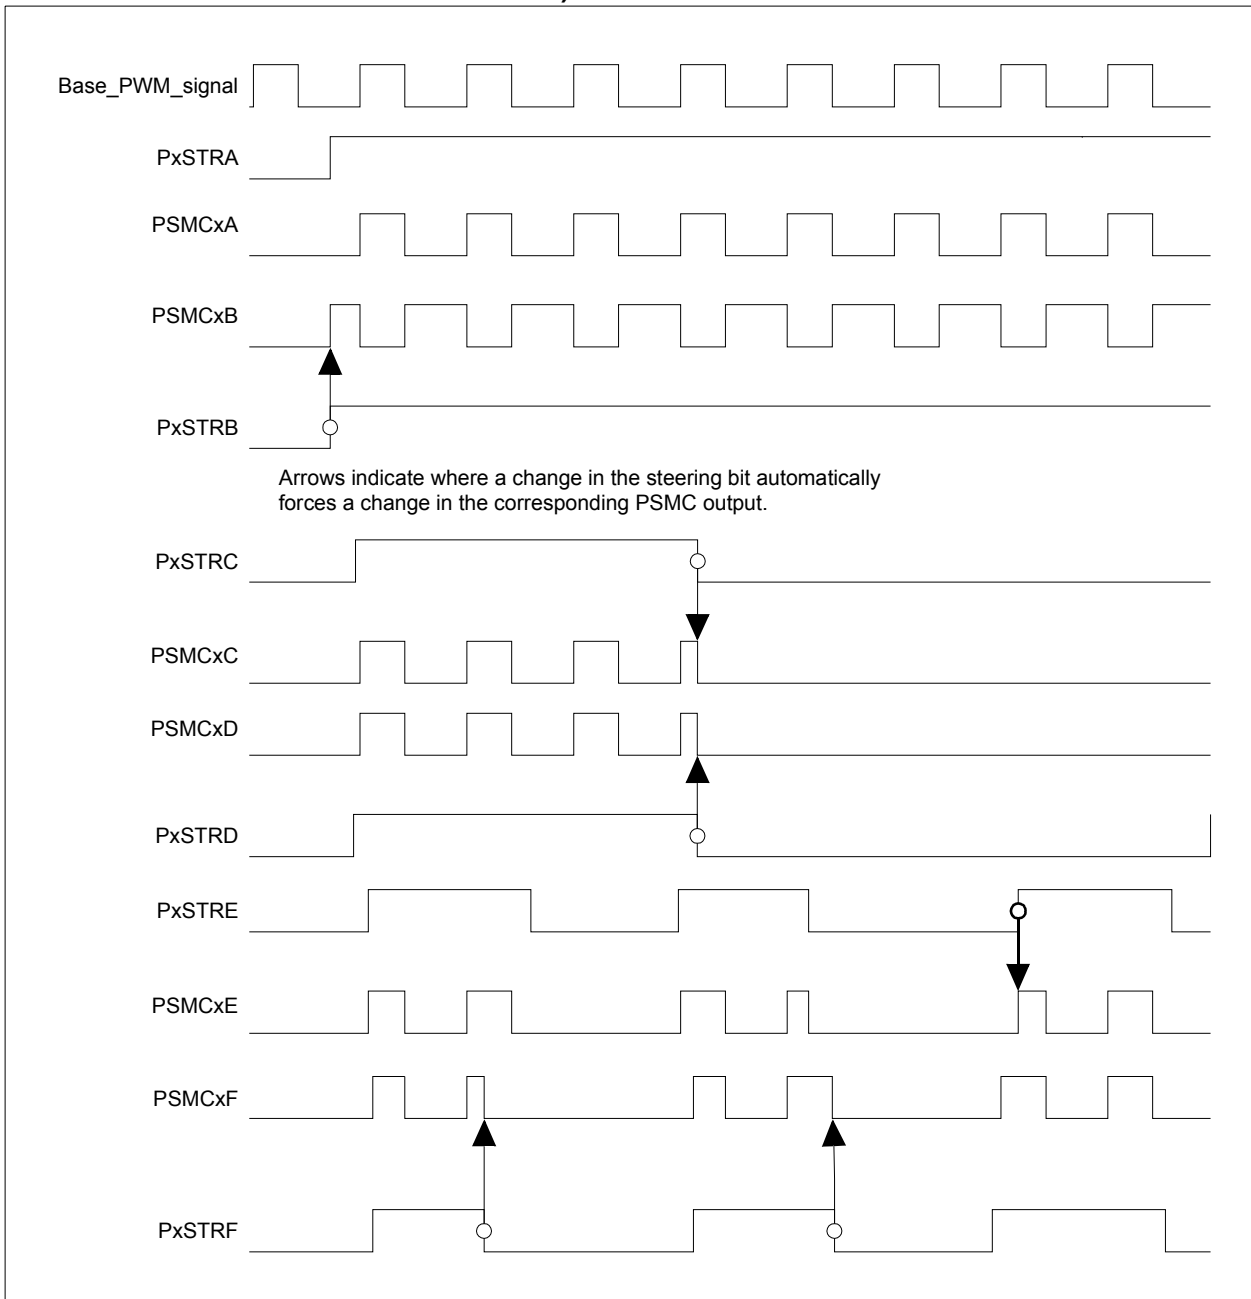 Base_PWM_signal
PxSTRA
PSMCxA
PSMCxB
PxSTRB
Arrows indicate where a change in the steering bit automatically
forces a change in the corresponding PSMC output.
PxSTRC
PSMCxC
PSMCxD
PxSTRD
PxSTRE
PSMCxE
PSMCxF
PxSTRF